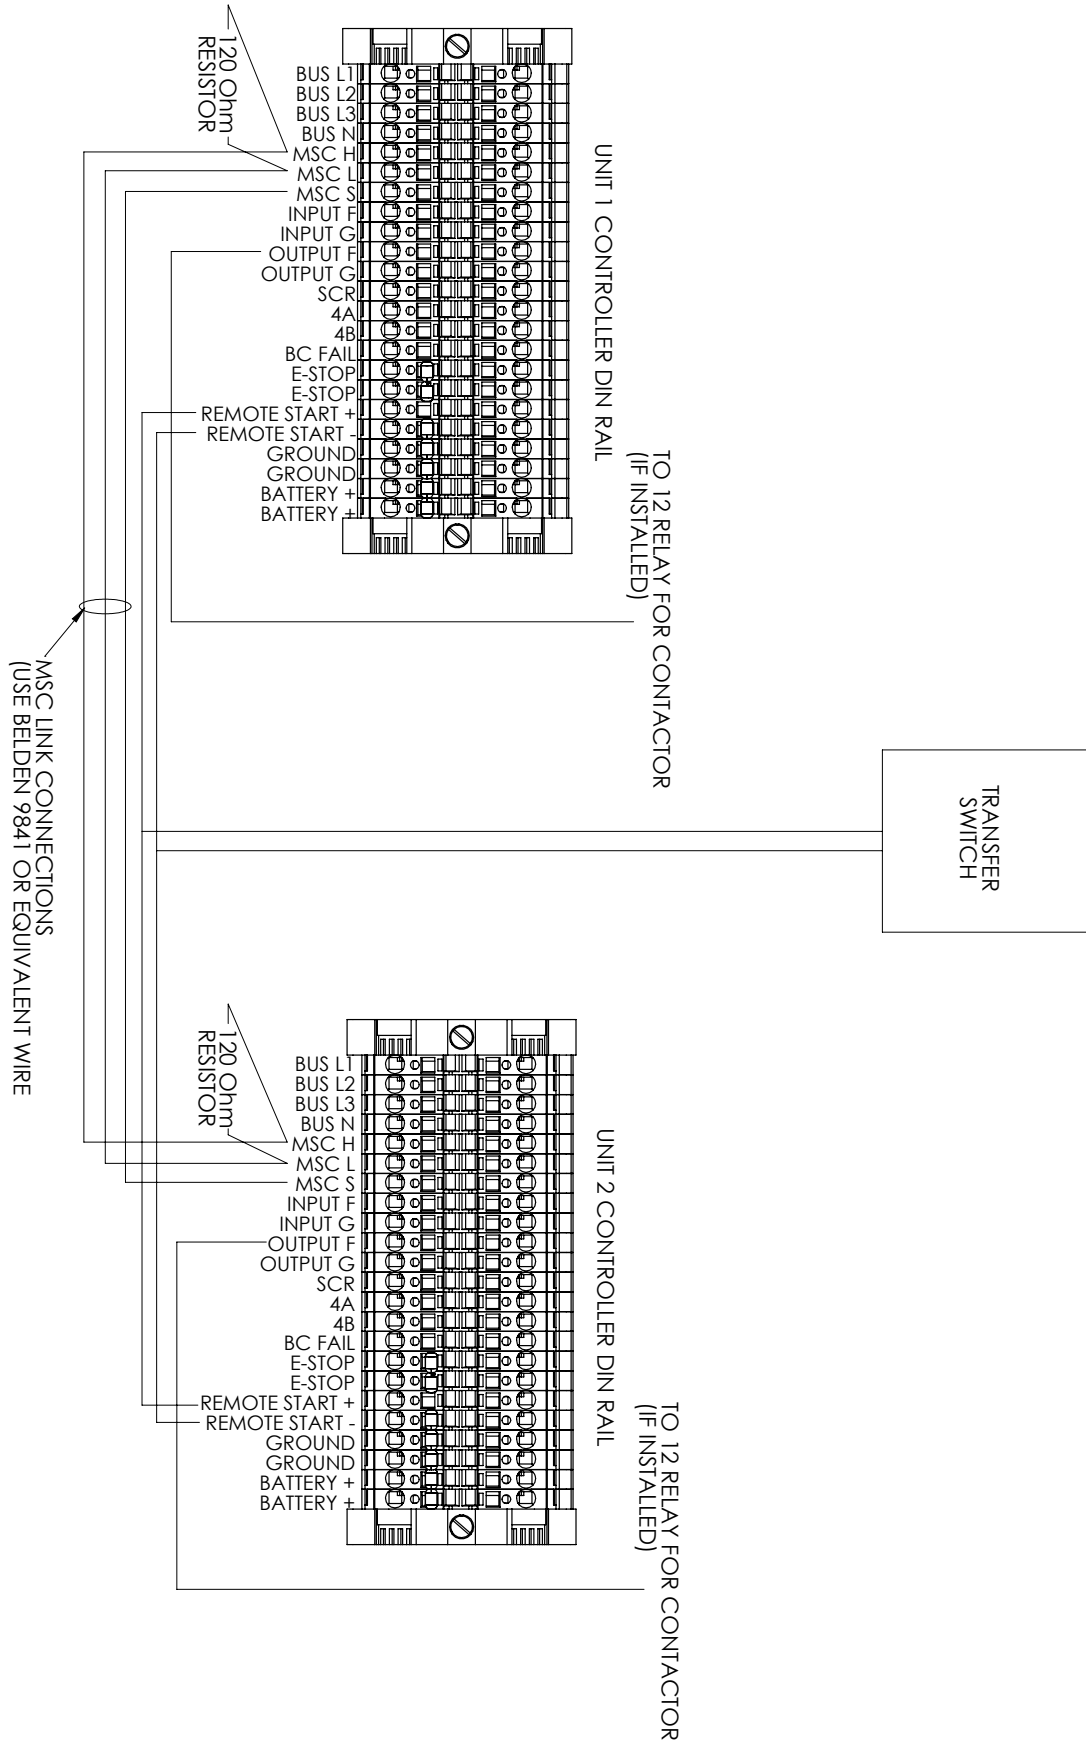 120 Ohm
RESISTOR
BUS L1
BUS L2
BUS L3
BUS N
MSC H
MSC L
MSC S
INPUT F
INPUT G
OUTPUT F
OUTPUT G
SCR
4A
4B
BC FAIL
E-STOP
E-STOP
REMOTE START +
REMOTE START -
GROUND
GROUND
BATTERY +
BATTERY +
UNIT 1 CONTROLLER DIN RAIL
TO 12 RELAY FOR CONTACTOR
(IF INSTALLED)
MSC LINK CONNECTIONS
(USE BELDEN 9841 OR EQUIVALENT WIRE
TRANSFER
SWITCH
120 Ohm
RESISTOR
BUS L1
BUS L2
BUS L3
BUS N
MSC H
MSC L
MSC S
INPUT F
INPUT G
OUTPUT F
OUTPUT G
SCR
4A
4B
BC FAIL
E-STOP
E-STOP
REMOTE START +
REMOTE START -
GROUND
GROUND
BATTERY +
BATTERY +
UNIT 2 CONTROLLER DIN RAIL
TO 12 RELAY FOR CONTACTOR
(IF INSTALLED)